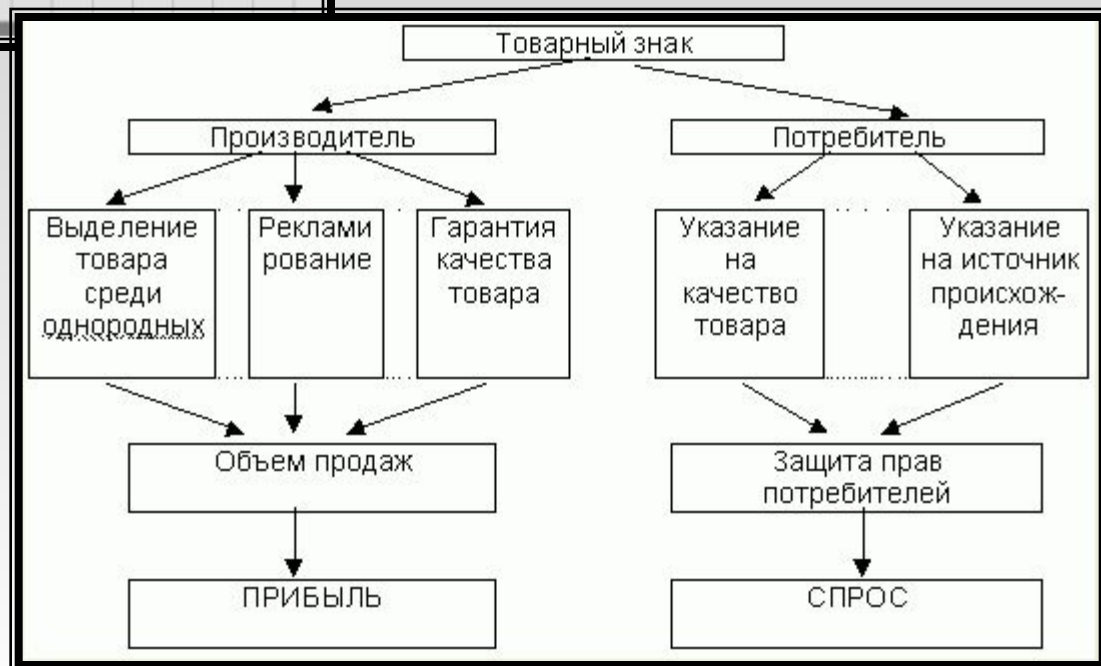 Товарный знак
Производитель
Потребитель
Выделение
товара
среди
однородных
Реклами
рование
Гарантия
качества
товара
Указание
на
качество
товара
Указание
на источник
происхож-
дения
Объем продаж
Защита прав
потребителей
ПРИБЫЛЬ
СПРОС